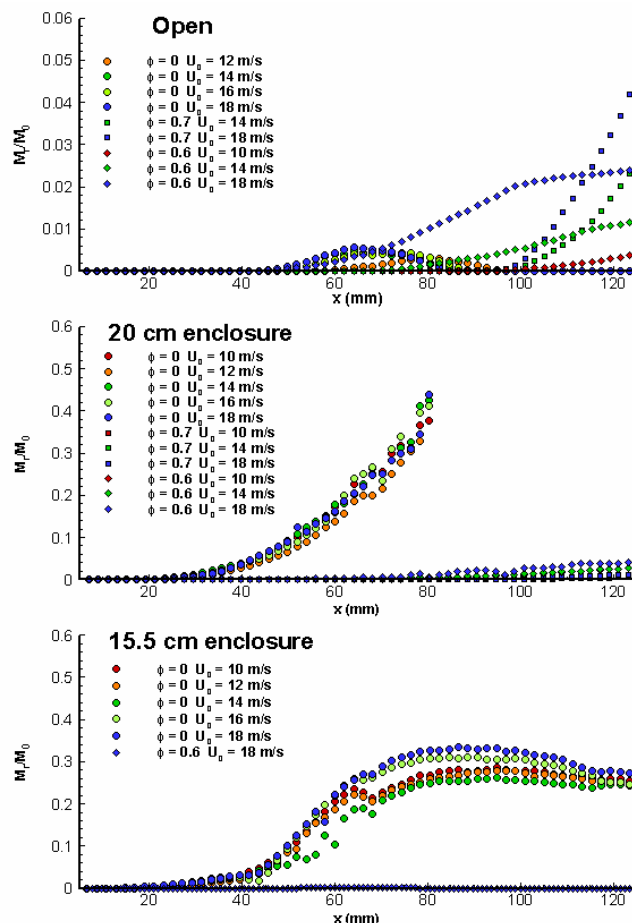 Open
0.06
0.05
0.04
0.03
0.02
0.01
0
Mr/M0
ϕ = 0 U0 = 12 m/s
ϕ = 0 U0 = 14 m/s
ϕ = 0 U0 = 16 m/s
ϕ = 0 U0 = 18 m/s
ϕ = 0.7 U0 = 14 m/s
ϕ = 0.7 U0 = 18 m/s
ϕ = 0.6 U0 = 10 m/s
ϕ = 0.6 U0 = 14 m/s
ϕ = 0.6 U0 = 18 m/s
20 40 60 80 100 120
x (mm)
20 cm enclosure
0.6
0.5
0.4
0.3
0.2
0.1
0
Mr/M0
ϕ = 0 U0 = 10 m/s
ϕ = 0 U0 = 12 m/s
ϕ = 0 U0 = 14 m/s
ϕ = 0 U0 = 16 m/s
ϕ = 0 U0 = 18 m/s
ϕ = 0.7 U0 = 10 m/s
ϕ = 0.7 U0 = 14 m/s
ϕ = 0.7 U0 = 18 m/s
ϕ = 0.6 U0 = 10 m/s
ϕ = 0.6 U0 = 14 m/s
ϕ = 0.6 U0 = 18 m/s
20 40 60 80 100 120
x (mm)
15.5 cm enclosure
0.6
0.5
0.4
0.3
0.2
0.1
0
Mr/M0
ϕ = 0 U0 = 10 m/s
ϕ = 0 U0 = 12 m/s
ϕ = 0 U0 = 14 m/s
ϕ = 0 U0 = 16 m/s
ϕ = 0 U0 = 18 m/s
ϕ = 0.6 U0 = 18 m/s
20 40 60 80 100 120
x (mm)